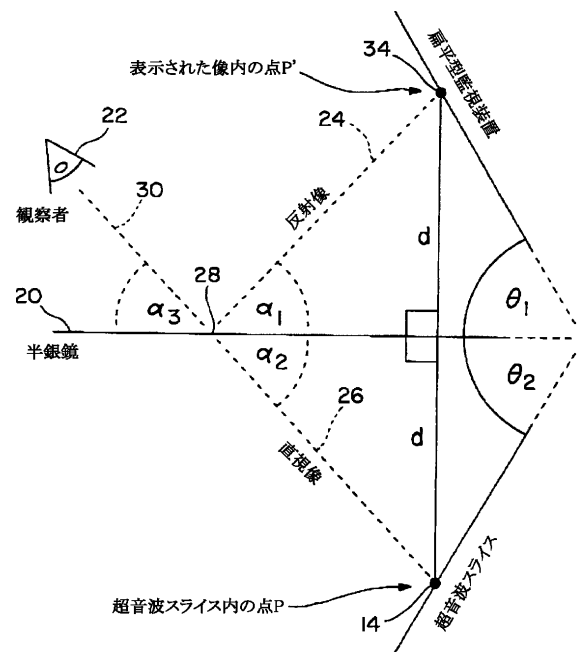 34
表示された像内の点P'
扁平型監視装置
22
24
30
反射像
観察者
d
20
28
α3
α1
θ1
半銀鏡
α2
θ2
26
d
直視像
超音波スライス
超音波スライス内の点P
14